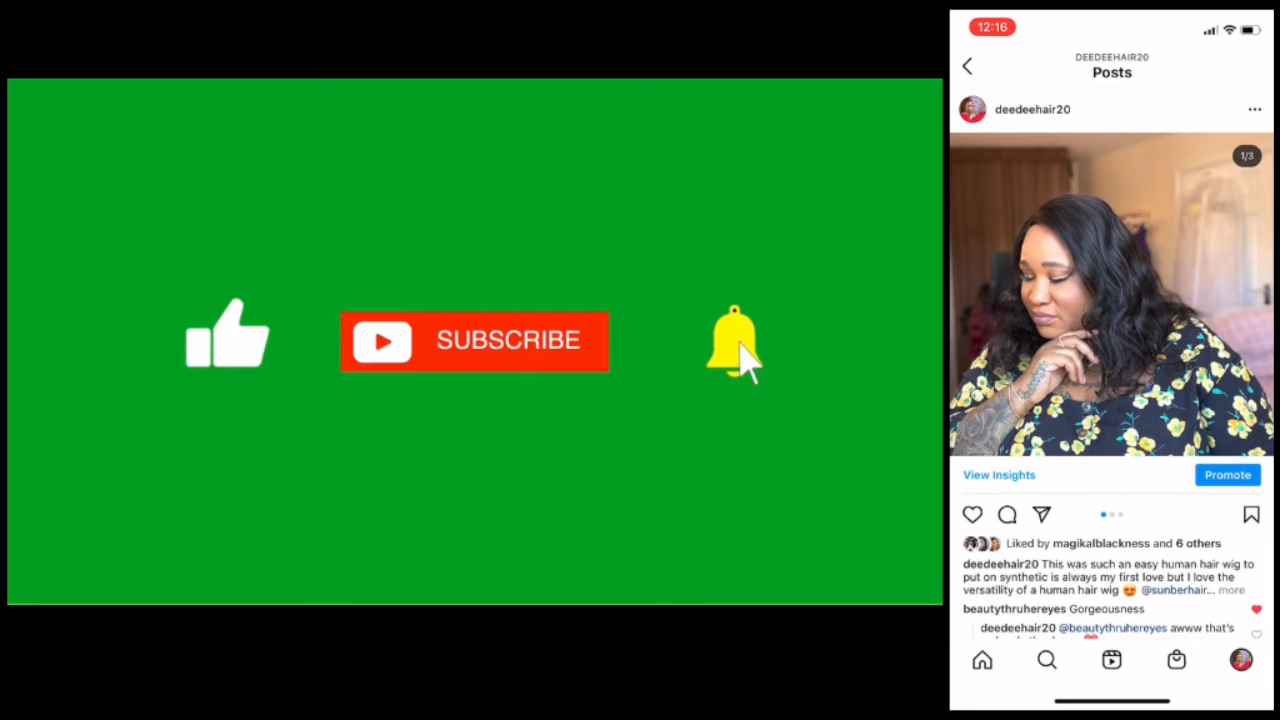 SUBSCRIBE
12:16
DEEDEEHAIR20
Posts
deedeehair20
1/3
View Insights
Promote
Liked by magikalblackness and 6 others
deedeehair20 This was such an easy human hair wig to
put on synthetic is always my first love but I love the
versatility of a human hair wig 😍 @sunberhair... more
beautythruhereyes Gorgeousness
deedeehair20 @beautythruhereyes awww that's